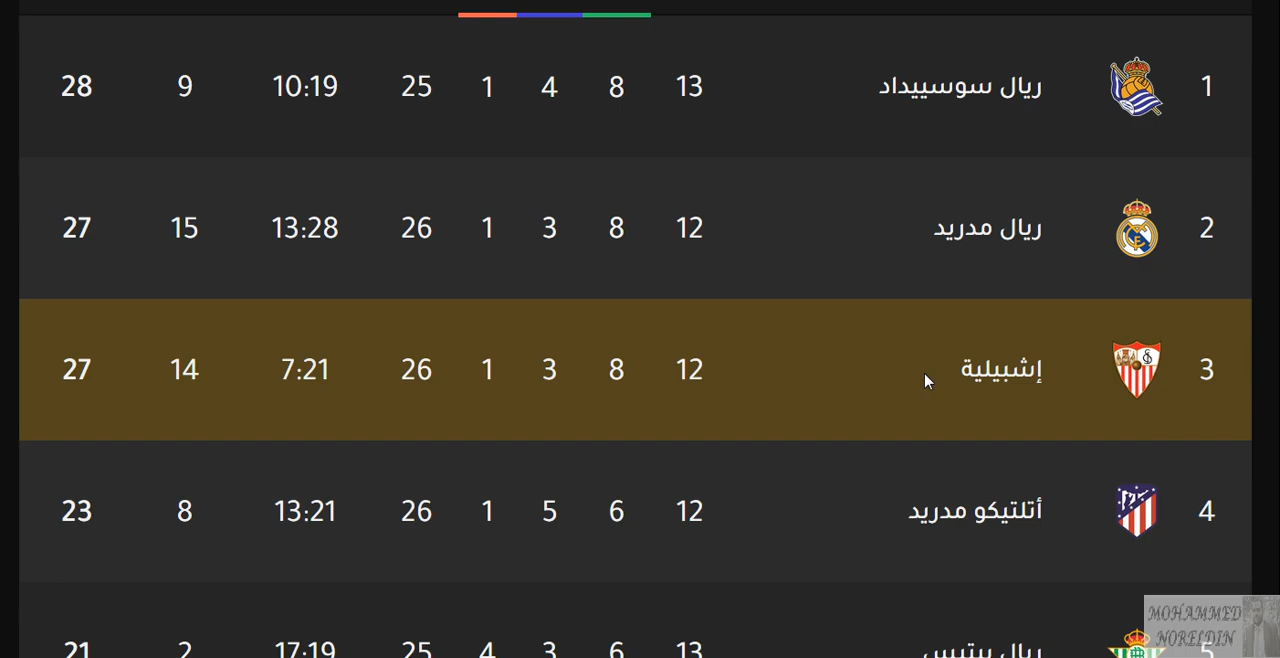 1 ريال سوسييداد 13 8 4 1 25 10:19 9 28
2 ريال مدريد 12 8 3 1 26 13:28 15 27
3 إشبيلية 12 8 3 1 26 7:21 14 27
4 أتلتيكو مدريد 12 6 5 1 26 13:21 8 23
5 ريال بيتيس 13 6 3 4 25 17:19 2 21
MOHAMMED
NORELDIN